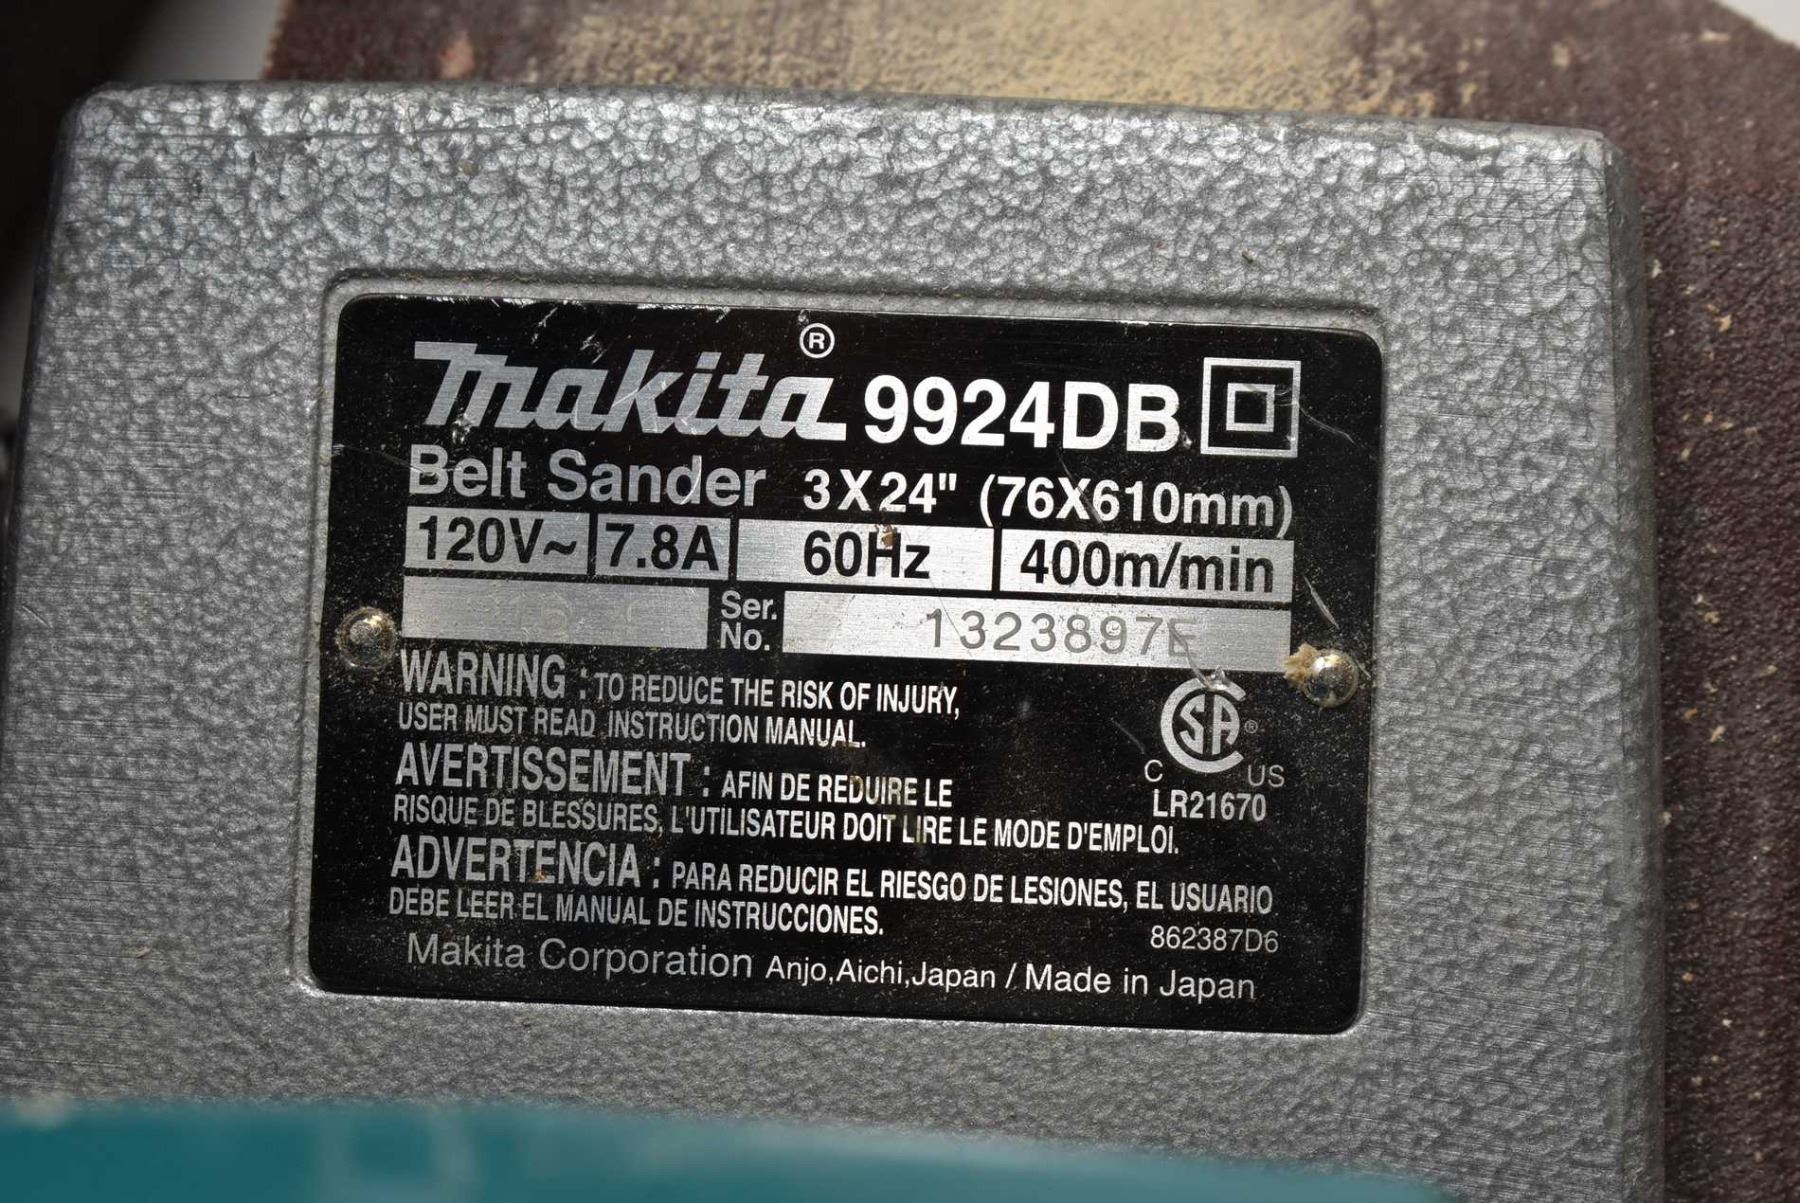 makita® 9924DB
Belt Sander 3X24" (76X610mm)
120V~ 7.8A 60Hz 400m/min
Ser. No. 1323897E
WARNING : TO REDUCE THE RISK OF INJURY,
USER MUST READ INSTRUCTION MANUAL.
AVERTISSEMENT : AFIN DE REDUIRE LE
RISQUE DE BLESSURES, L'UTILISATEUR DOIT LIRE LE MODE D'EMPLOI.
ADVERTENCIA : PARA REDUCIR EL RIESGO DE LESIONES, EL USUARIO
DEBE LEER EL MANUAL DE INSTRUCCIONES.
SA®
C US
LR21670
862387D6
Makita Corporation Anjo,Aichi,Japan / Made in Japan